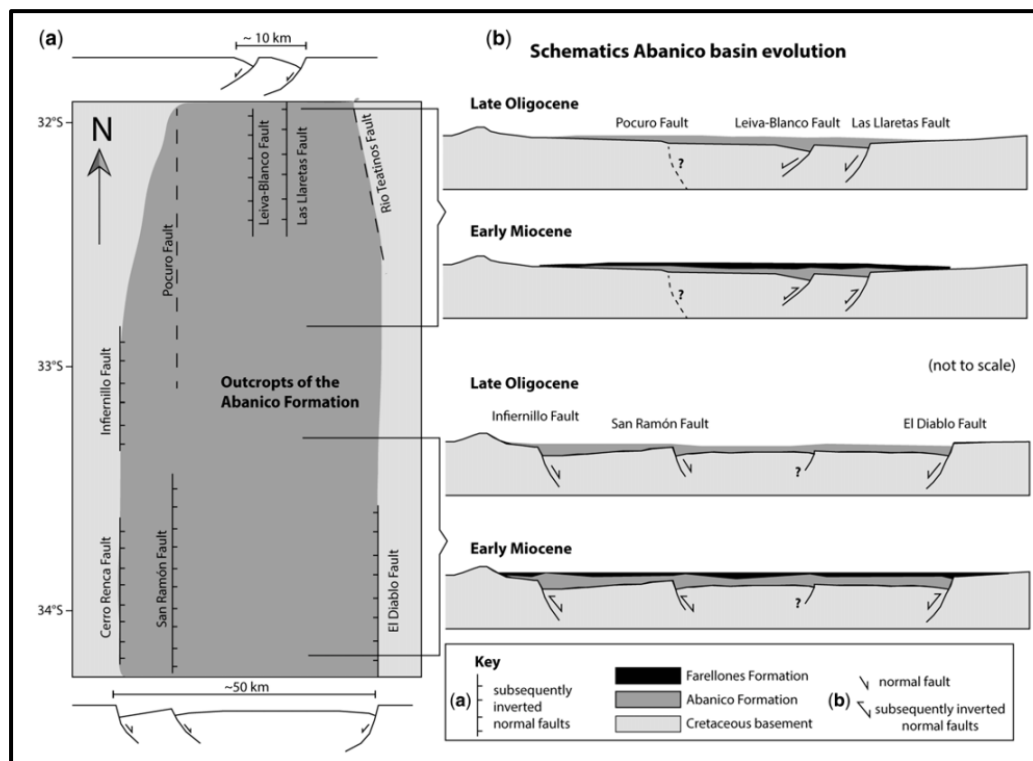 (a)
~ 10 km
32°S
N
33°S
34°S
Pocuro Fault
Leiva-Blanco Fault
Las Llaretas Fault
Rio Teatinos Fault
Infiernillo Fault
Outcropts of the
Abanico Formation
Cerro Renca Fault
San Ramón Fault
El Diablo Fault
~50 km
(b)
Schematics Abanico basin evolution
Late Oligocene
Pocuro Fault Leiva-Blanco Fault Las Llaretas Fault
?
Early Miocene
?
(not to scale)
Late Oligocene
Infiernillo Fault San Ramón Fault El Diablo Fault
?
Early Miocene
?
Key
(a)
subsequently
inverted
normal faults
Farellones Formation
Abanico Formation
Cretaceous basement
(b)
normal fault
subsequently inverted
normal faults